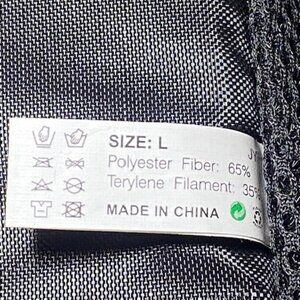 SIZE: L
Polyester Fiber: 65%
Terylene Filament: 35%
MADE IN CHINA